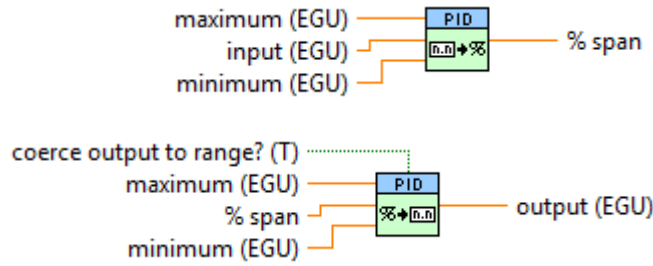 maximum (EGU)
input (EGU)
minimum (EGU)
PID
n.n→%
% span
coerce output to range? (T)
maximum (EGU)
% span
minimum (EGU)
PID
%→n.n
output (EGU)